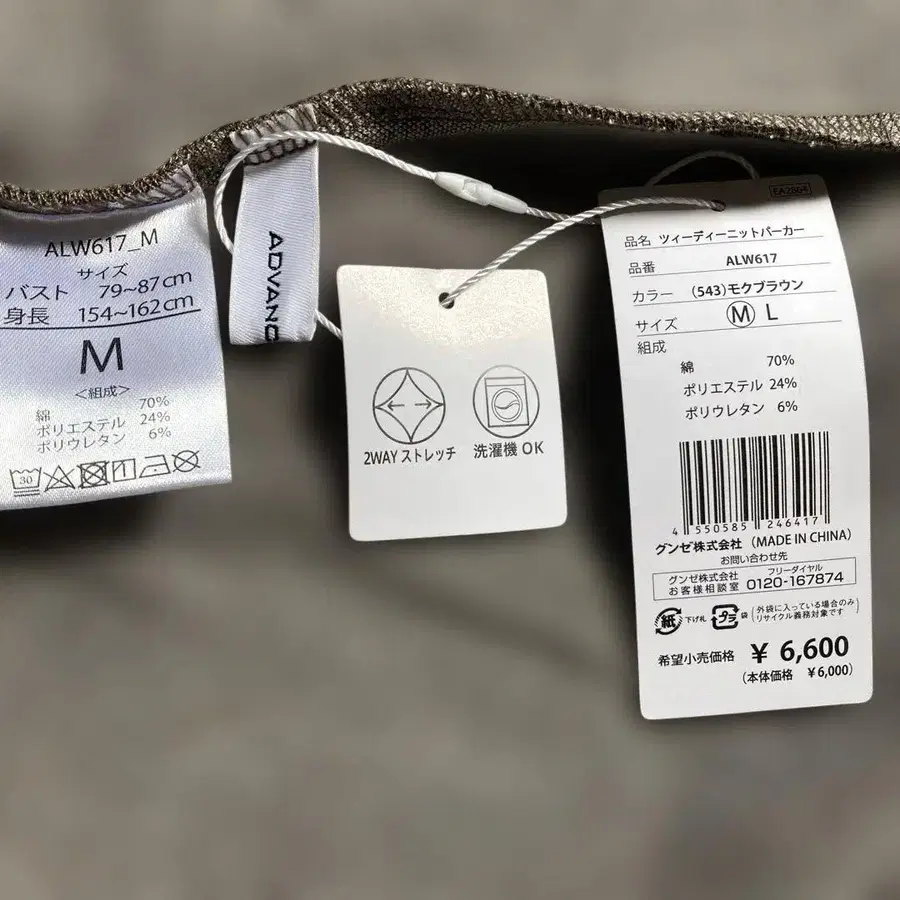 ALW617_M
サイズ
バスト 79~87cm
身長 154~162cm
M
<組成>
綿 70%
ポリエステル 24%
ポリウレタン 6%
30
ADVANC
2WAY ストレッチ
洗濯機 OK
EA2804
品名 ツィーディーニットパーカー
品番 ALW617
カラー (543)モクブラウン
サイズ M L
組成
綿 70%
ポリエステル 24%
ポリウレタン 6%
4 550585 246417
グンゼ株式会社 (MADE IN CHINA)
お問い合わせ先
グンゼ株式会社 フリーダイヤル
お客様相談室 0120-167874
紙 下げ札 プラ 袋 (外袋に入っている場合のみ
リサイクル義務対象です)
希望小売価格 ¥ 6,600
(本体価格 ¥6,000)